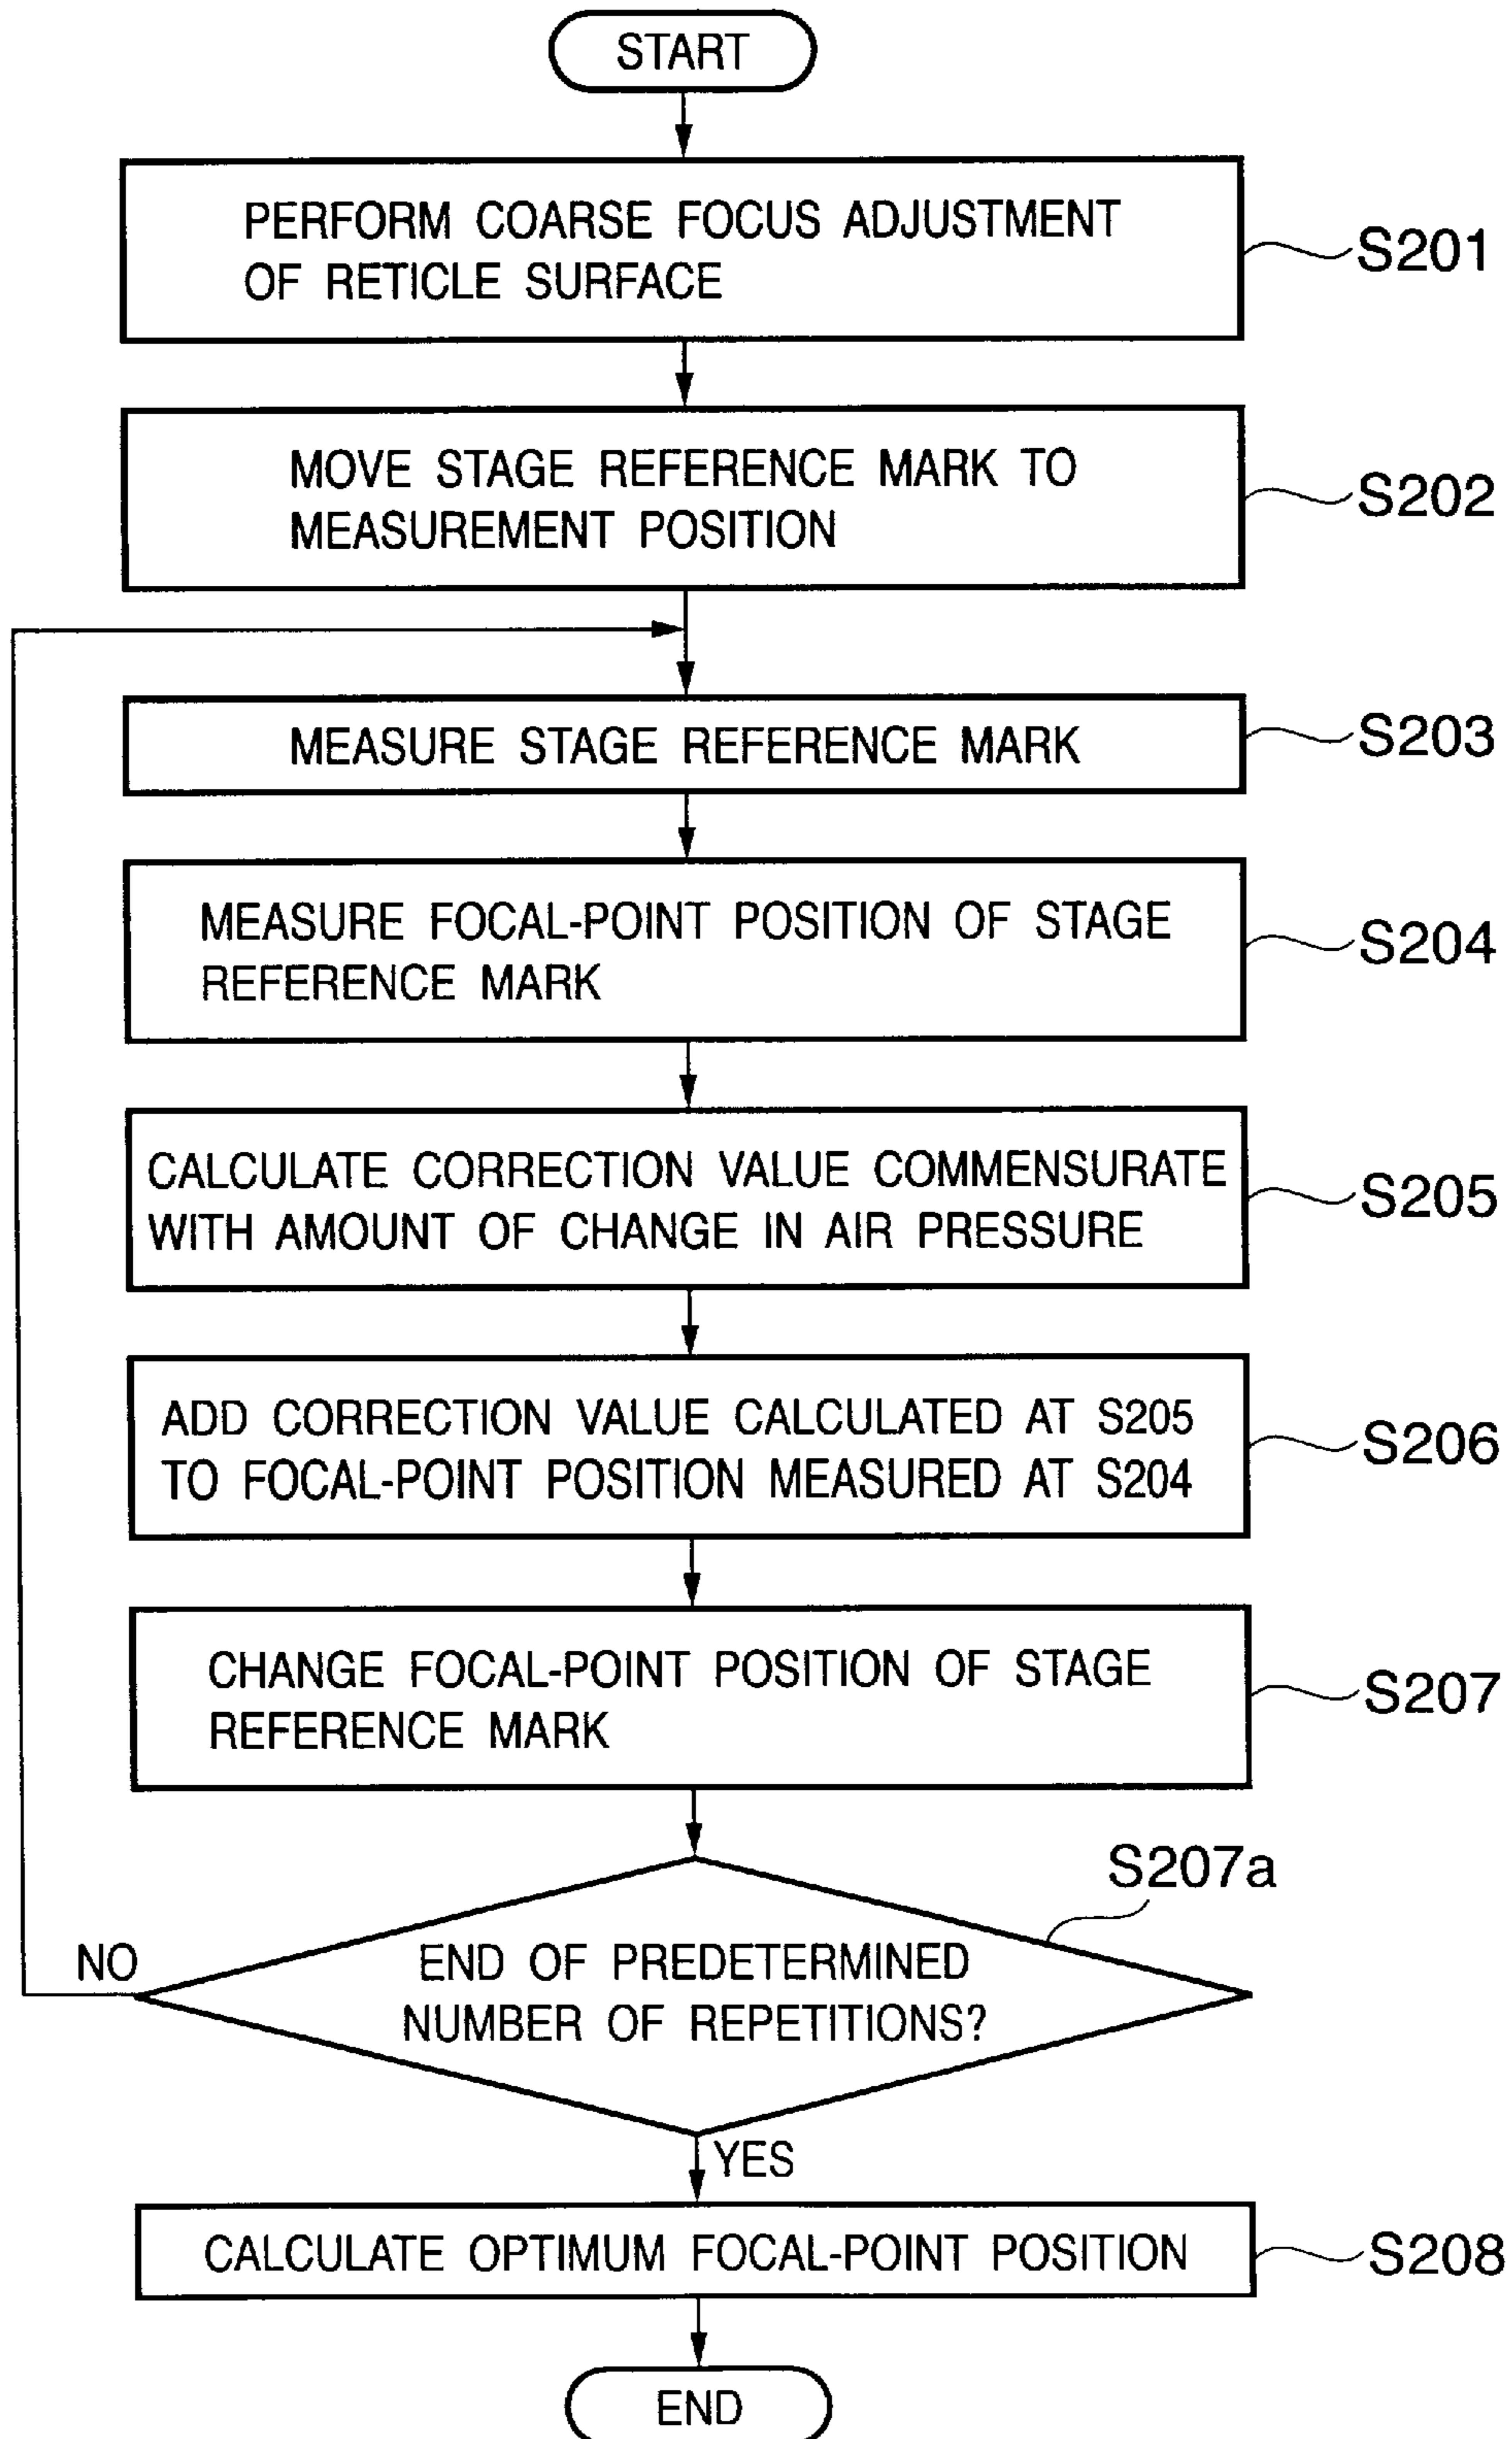 START
PERFORM COARSE FOCUS ADJUSTMENT
OF RETICLE SURFACE
S201
MOVE STAGE REFERENCE MARK TO
MEASUREMENT POSITION
S202
MEASURE STAGE REFERENCE MARK
S203
MEASURE FOCAL-POINT POSITION OF STAGE
REFERENCE MARK
S204
CALCULATE CORRECTION VALUE COMMENSURATE
WITH AMOUNT OF CHANGE IN AIR PRESSURE
S205
ADD CORRECTION VALUE CALCULATED AT S205
TO FOCAL-POINT POSITION MEASURED AT S204
S206
CHANGE FOCAL-POINT POSITION OF STAGE
REFERENCE MARK
S207
S207a
NO
END OF PREDETERMINED
NUMBER OF REPETITIONS?
YES
CALCULATE OPTIMUM FOCAL-POINT POSITION
S208
END